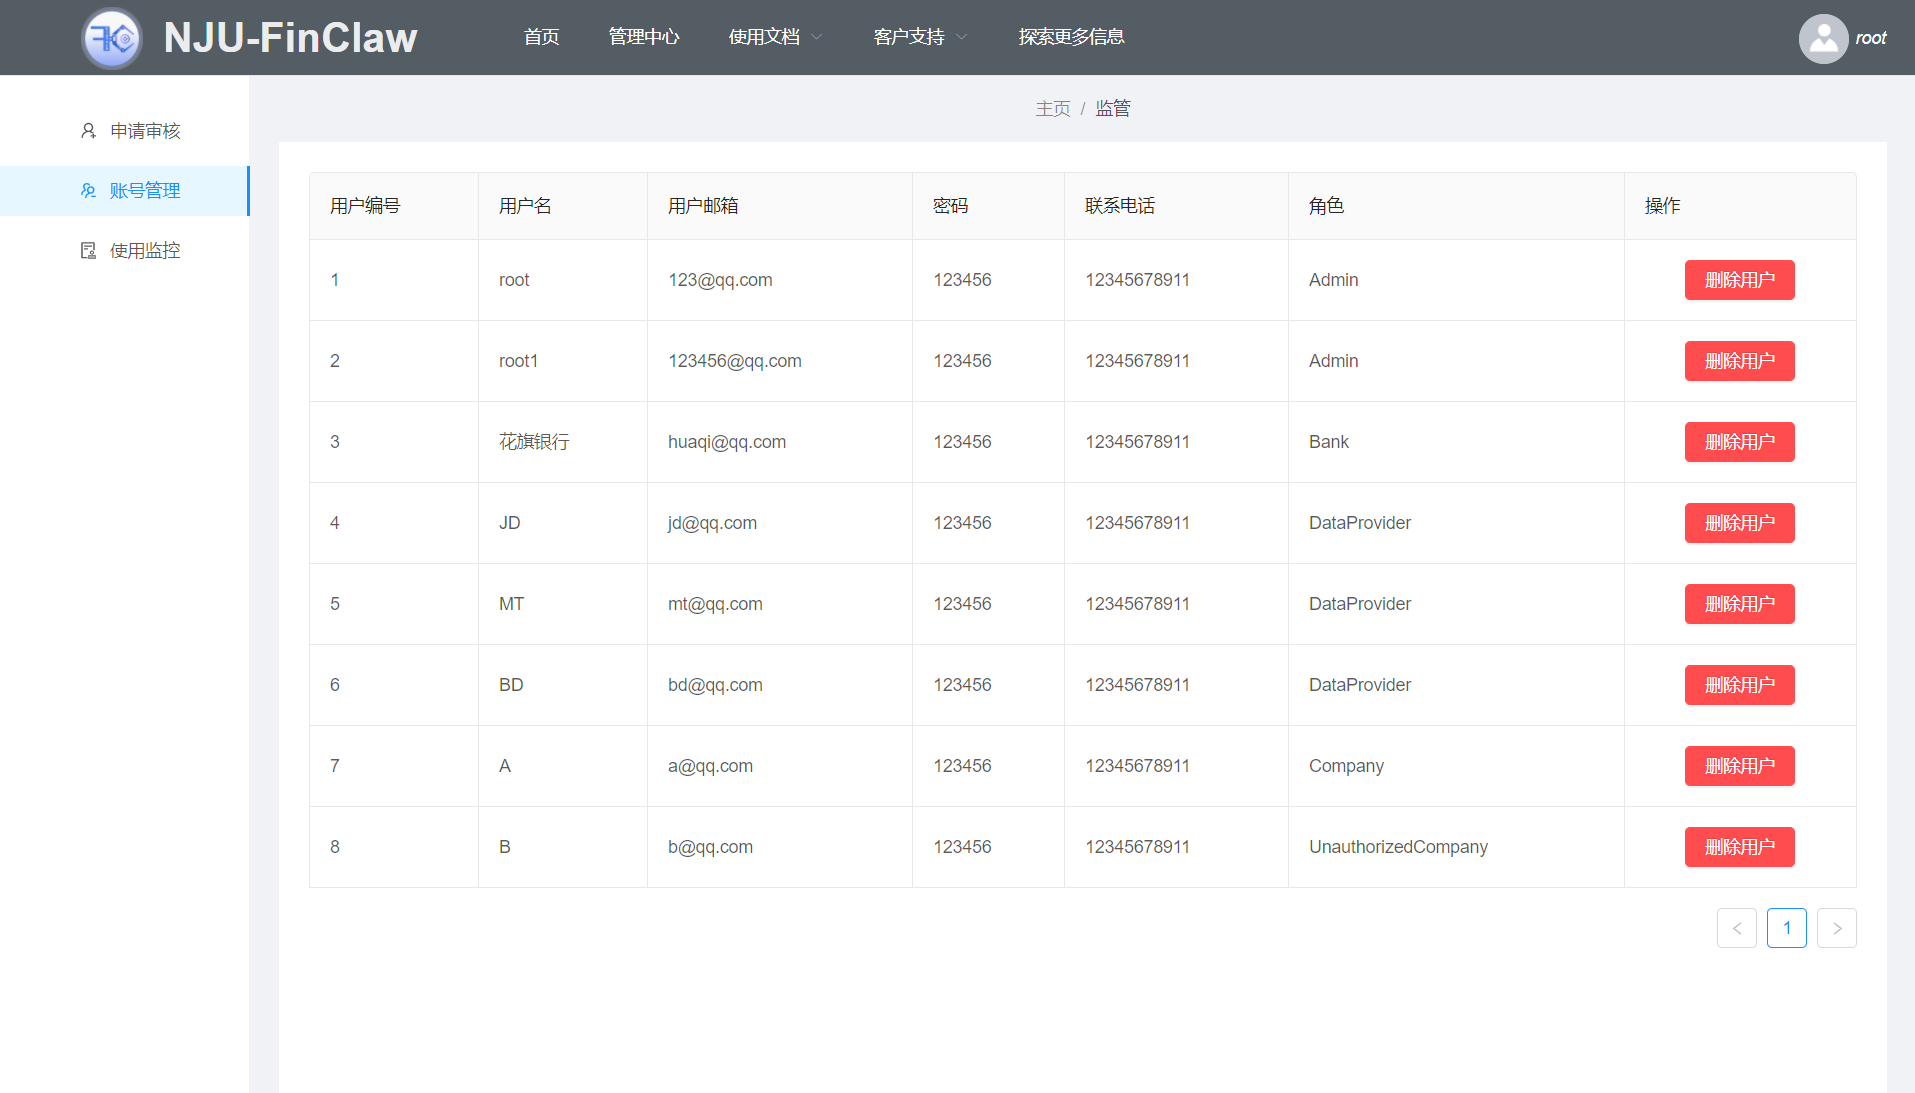 NJU-FinClaw 首页 管理中心 使用文档 客户支持 探索更多信息 root
主页 / 监管
申请审核
账号管理
使用监控
用户编号 用户名 用户邮箱 密码 联系电话 角色 操作
1 root 123@qq.com 123456 12345678911 Admin 删除用户
2 root1 123456@qq.com 123456 12345678911 Admin 删除用户
3 花旗银行 huaqi@qq.com 123456 12345678911 Bank 删除用户
4 JD jd@qq.com 123456 12345678911 DataProvider 删除用户
5 MT mt@qq.com 123456 12345678911 DataProvider 删除用户
6 BD bd@qq.com 123456 12345678911 DataProvider 删除用户
7 A a@qq.com 123456 12345678911 Company 删除用户
8 B b@qq.com 123456 12345678911 UnauthorizedCompany 删除用户
< 1 >